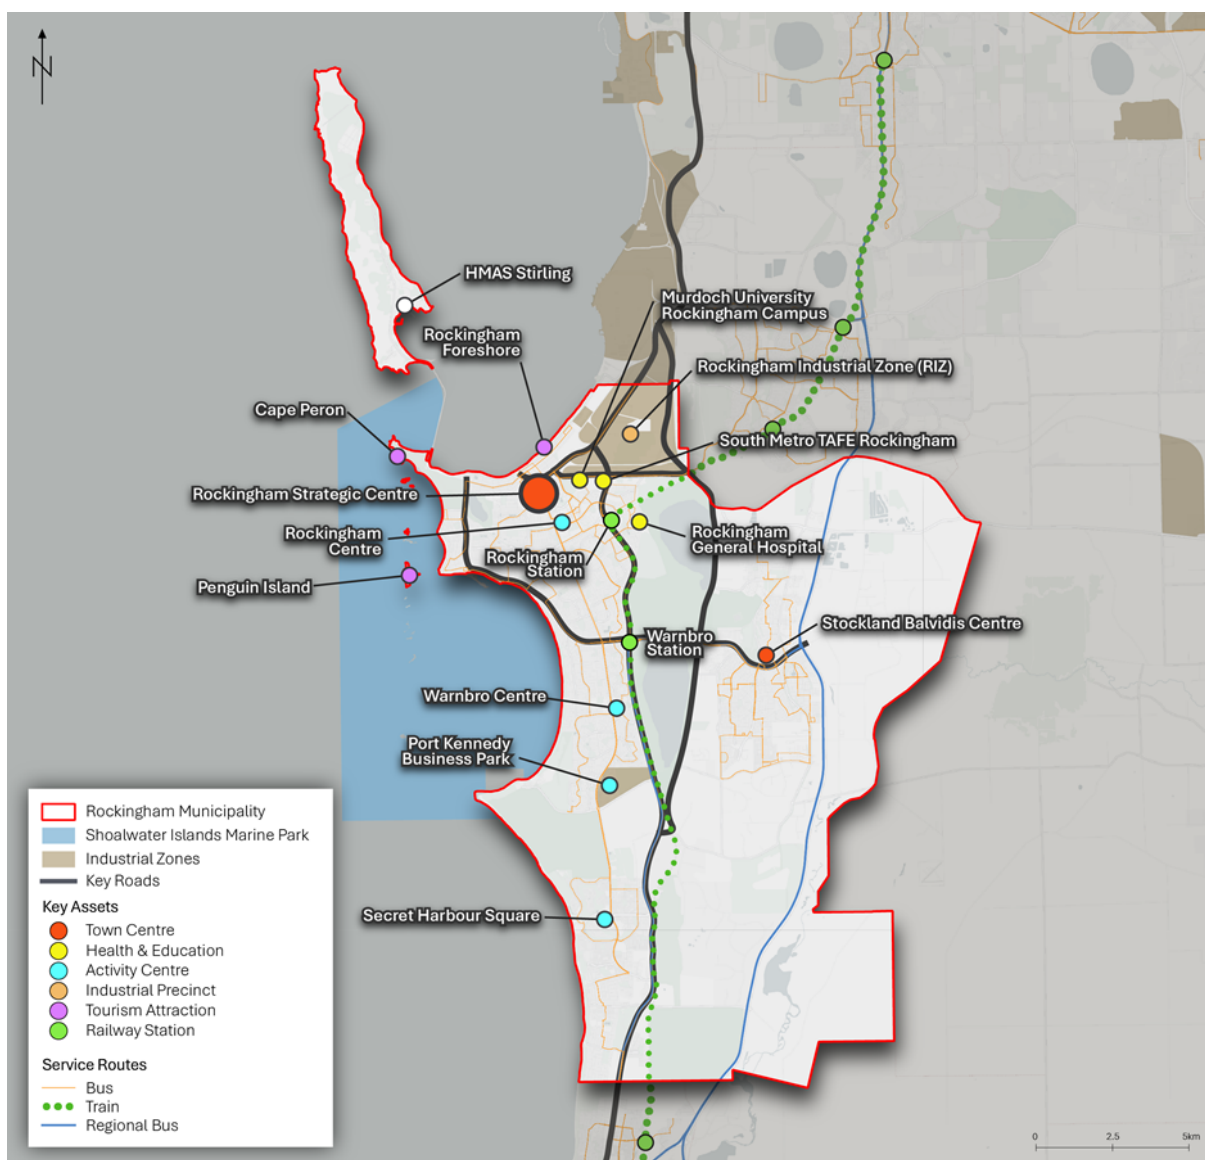 N
HMAS Stirling
Murdoch University
Rockingham Campus
Rockingham
Foreshore
Rockingham Industrial Zone (RIZ)
Cape Peron
South Metro TAFE Rockingham
Rockingham Strategic Centre
Rockingham
Centre
Rockingham
General Hospital
Rockingham
Station
Penguin Island
Stockland Balvidis Centre
Warnbro
Station
Warnbro Centre
Port Kennedy
Business Park
Secret Harbour Square
Rockingham Municipality
Shoalwater Islands Marine Park
Industrial Zones
Key Roads
Key Assets
Town Centre
Health & Education
Activity Centre
Industrial Precinct
Tourism Attraction
Railway Station
Service Routes
Bus
Train
Regional Bus
0 2.5 5km